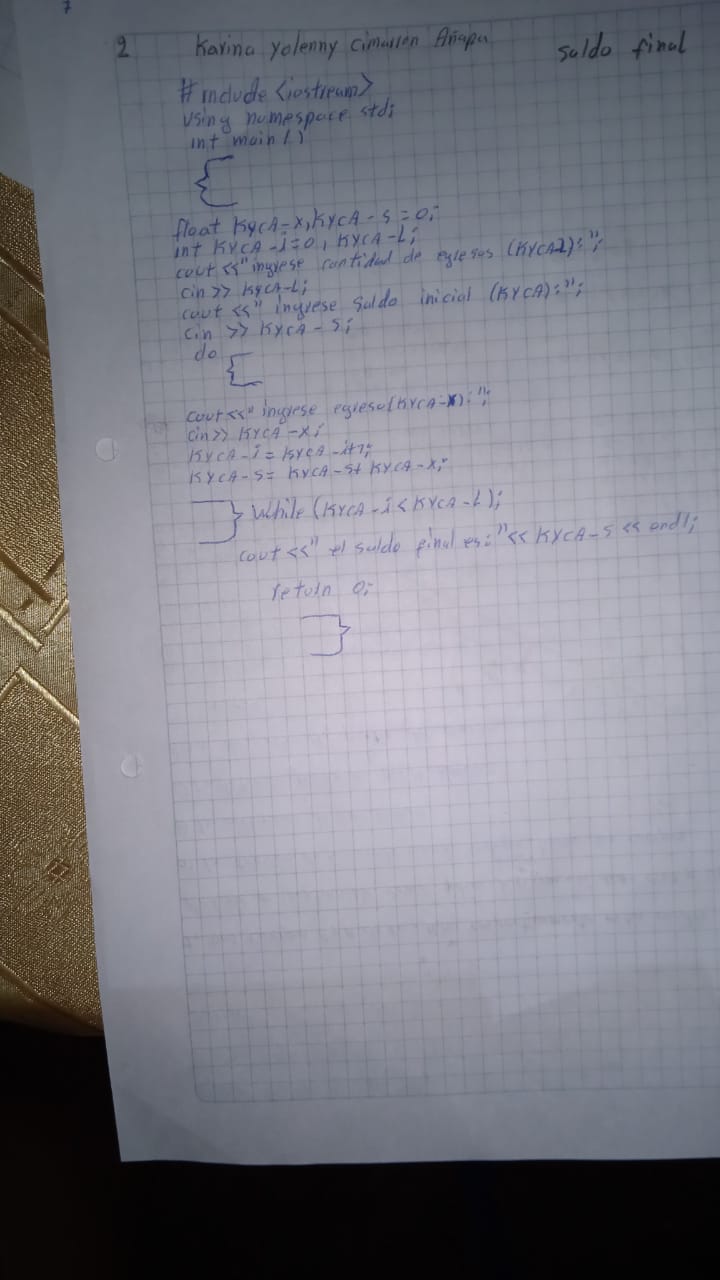 7
2 Karina yolenny cimarren Añapa saldo final
# include <iostream>
using namespace std;
int main ()
{
float KYCA-x, KYCA-s = 0;
int KYCA-i=0, KYCA-L;
cout <<"ingrese cantidad de egresos (KYCAL):";
cin >> KYCA-L;
cout <<" ingrese saldo inicial (KYCA):";
cin >> KYCA-S;
do
{
cout <<" ingrese egreso(KYCA-x):";
cin >> KYCA-x;
KYCA-i = KYCA-i+1;
KYCA-S= KYCA-S+ KYCA-x;
} While (KYCA-i < KYCA-L);
cout <<" el saldo final es:"<< KYCA-S << endl;
return 0;
}